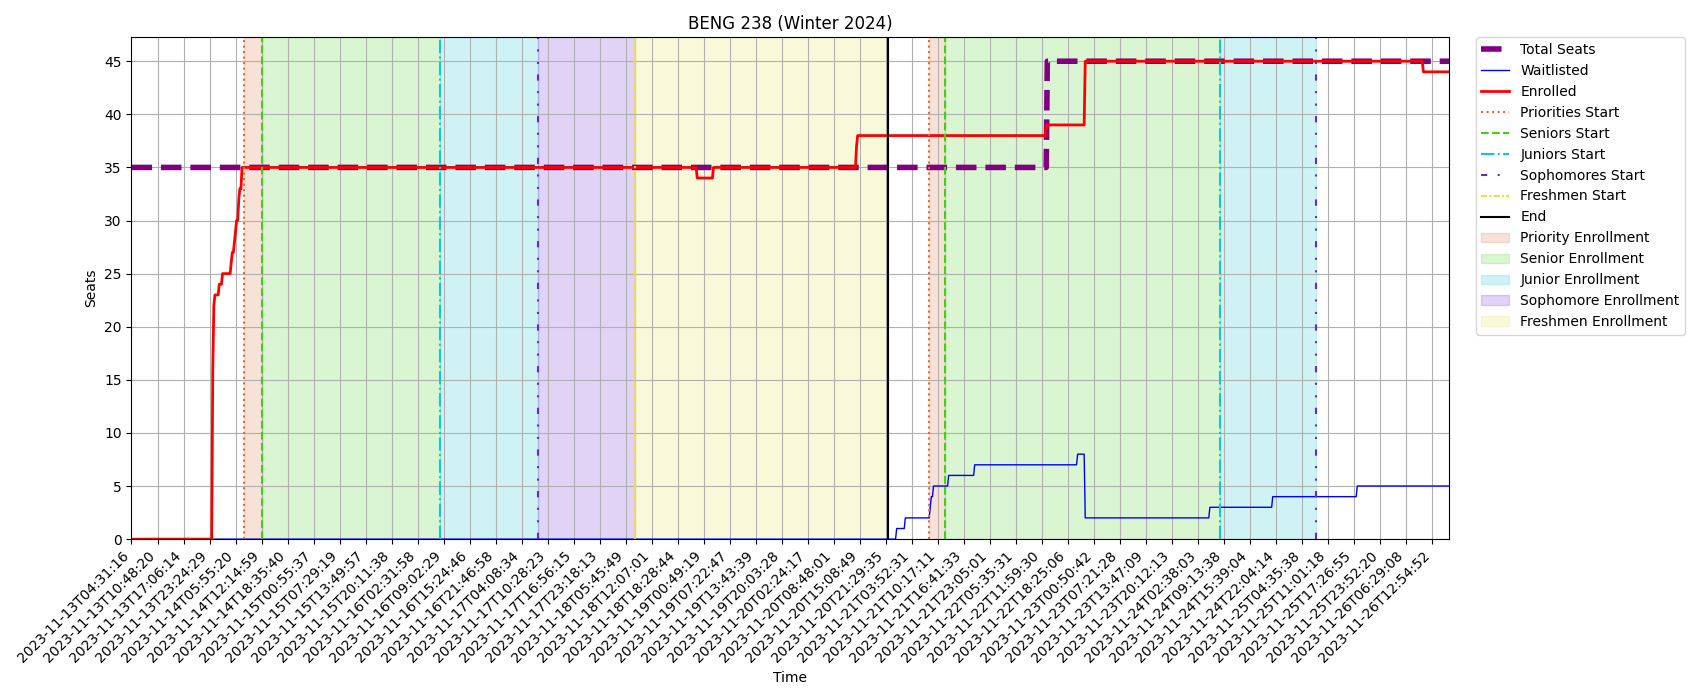 BENG 238 (Winter 2024)
Seats
45
40
35
30
25
20
15
10
5
0
2023-11-13T04:31:16
2023-11-13T10:48:20
2023-11-13T17:06:14
2023-11-13T23:24:29
2023-11-14T05:55:20
2023-11-14T12:14:59
2023-11-14T18:35:40
2023-11-15T00:55:37
2023-11-15T07:29:19
2023-11-15T13:49:57
2023-11-15T20:11:38
2023-11-16T02:31:58
2023-11-16T09:02:29
2023-11-16T15:24:46
2023-11-16T21:46:58
2023-11-17T04:08:34
2023-11-17T10:28:23
2023-11-17T16:56:15
2023-11-17T23:18:13
2023-11-18T05:45:49
2023-11-18T12:07:01
2023-11-18T18:28:44
2023-11-19T00:49:19
2023-11-19T07:22:47
2023-11-19T13:43:39
2023-11-19T20:03:28
2023-11-20T02:24:17
2023-11-20T08:48:01
2023-11-20T15:08:49
2023-11-20T21:29:35
2023-11-21T03:52:31
2023-11-21T10:17:11
2023-11-21T16:41:33
2023-11-21T23:05:01
2023-11-22T05:35:31
2023-11-22T11:59:30
2023-11-22T18:25:06
2023-11-23T00:50:42
2023-11-23T07:21:28
2023-11-23T13:47:09
2023-11-23T20:12:13
2023-11-24T02:38:03
2023-11-24T09:13:38
2023-11-24T15:39:04
2023-11-24T22:04:14
2023-11-25T04:35:38
2023-11-25T11:01:18
2023-11-25T17:26:55
2023-11-25T23:52:20
2023-11-26T06:29:08
2023-11-26T12:54:52
Time
Total Seats
Waitlisted
Enrolled
Priorities Start
Seniors Start
Juniors Start
Sophomores Start
Freshmen Start
End
Priority Enrollment
Senior Enrollment
Junior Enrollment
Sophomore Enrollment
Freshmen Enrollment